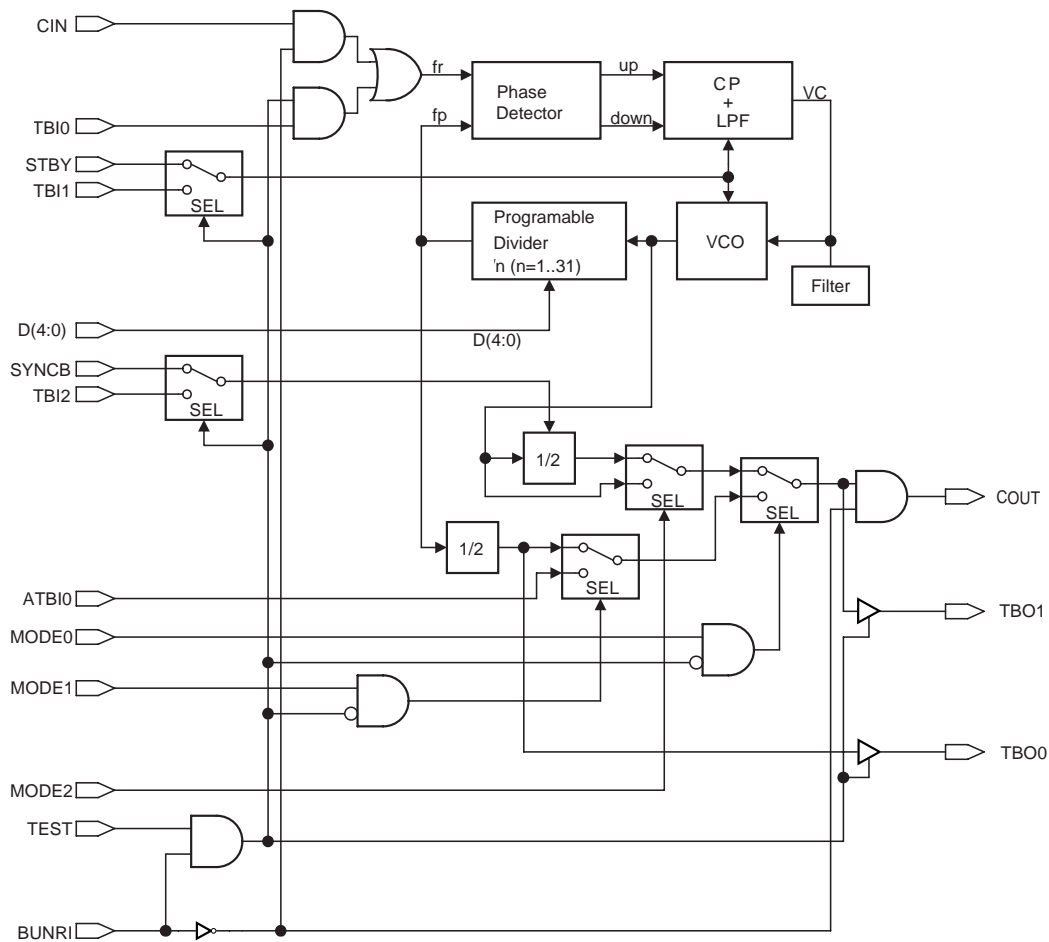 CIN
fr
up
CP
+
LPF
VC
Phase
Detector
fp
down
TBI0
STBY
TBI1
SEL
Programable
Divider
'n (n=1..31)
VCO
Filter
D(4:0)
D(4:0)
SYNCB
TBI2
SEL
1/2
SEL
SEL
COUT
1/2
SEL
ATBI0
TBO1
MODE0
MODE1
TBO0
MODE2
TEST
BUNRI